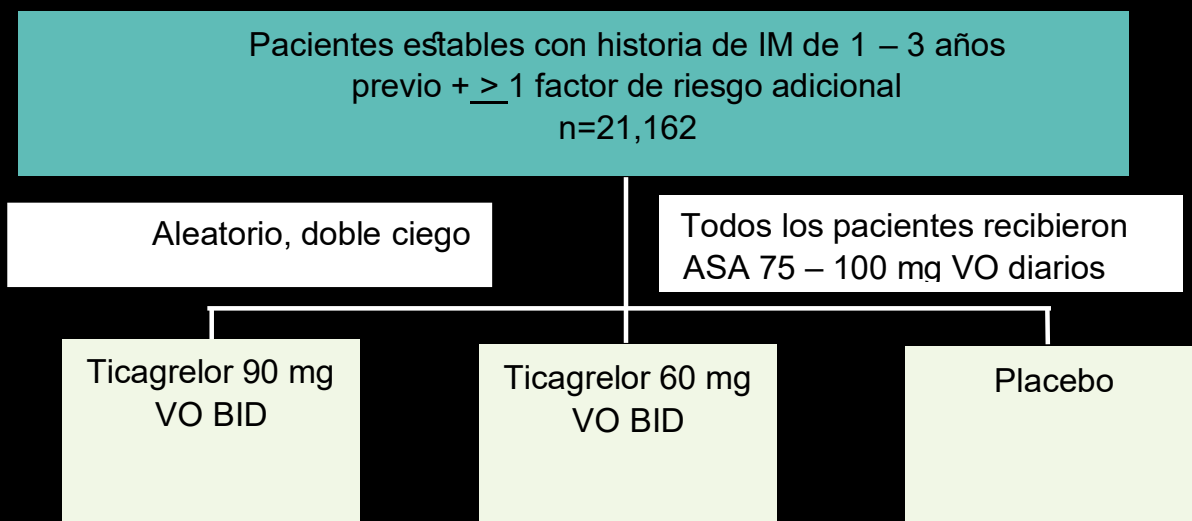 Pacientes estables con historia de IM de 1 – 3 años
previo + > 1 factor de riesgo adicional
n=21,162
Aleatorio, doble ciego
Todos los pacientes recibieron
ASA 75 – 100 mg VO diarios
Ticagrelor 90 mg
VO BID
Ticagrelor 60 mg
VO BID
Placebo